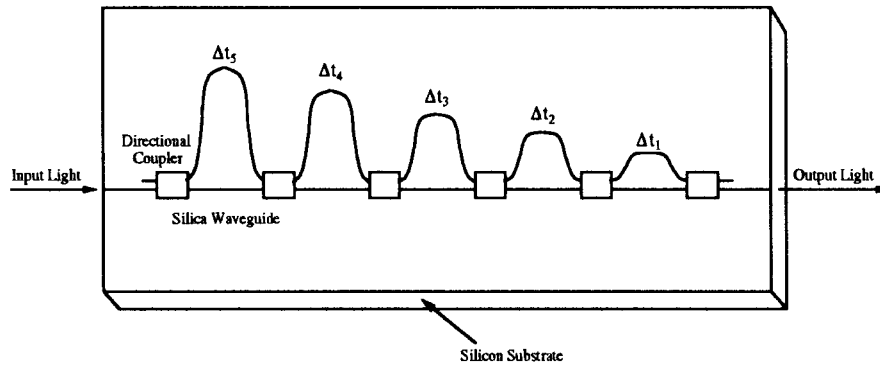 Δt5
Δt4
Δt3
Δt2
Δt1
Directional
Coupler
Input Light
Output Light
Silica Waveguide
Silicon Substrate